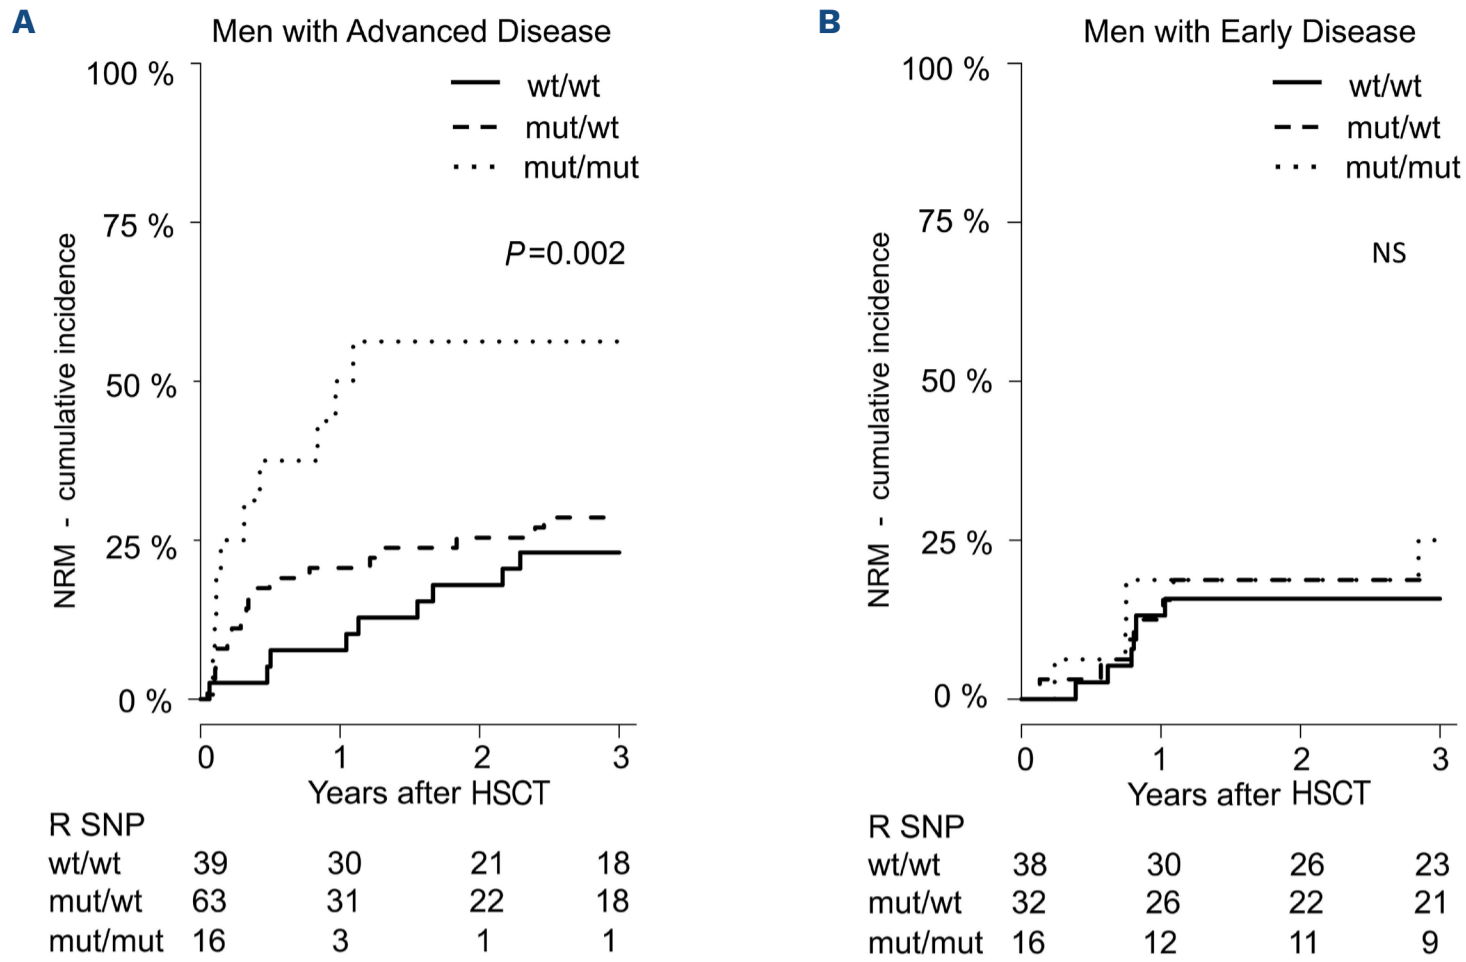 A
Men with Advanced Disease
100 %
75 %
50 %
25 %
0 %
NRM - cumulative incidence
wt/wt
mut/wt
mut/mut
P=0.002
0 1 2 3
Years after HSCT
R SNP
wt/wt 39 30 21 18
mut/wt 63 31 22 18
mut/mut 16 3 1 1
B
Men with Early Disease
100 %
75 %
50 %
25 %
0 %
NRM - cumulative incidence
wt/wt
mut/wt
mut/mut
NS
0 1 2 3
Years after HSCT
R SNP
wt/wt 38 30 26 23
mut/wt 32 26 22 21
mut/mut 16 12 11 9